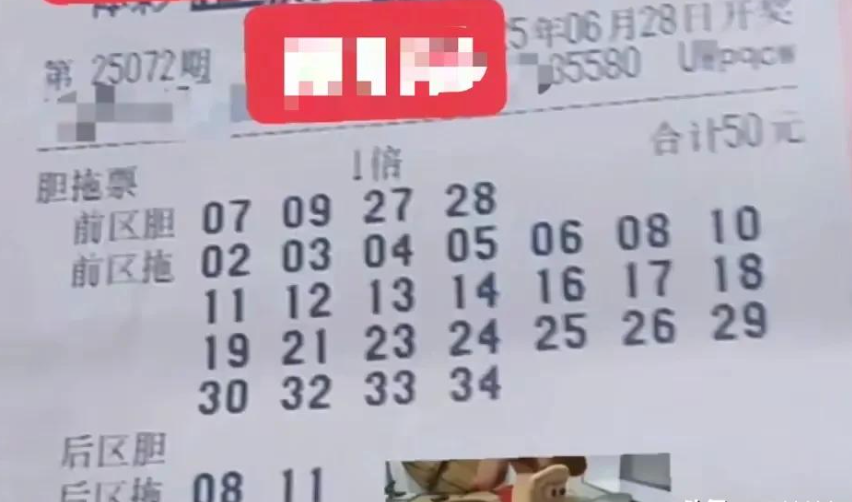 第 25072期
5年06月28日开奖
35580
合计50元
胆拖票 1倍
前区胆 07 09 27 28
前区拖 02 03 04 05 06 08 10
11 12 13 14 16 17 18
19 21 23 24 25 26 29
30 32 33 34
后区胆
后区拖 08 11